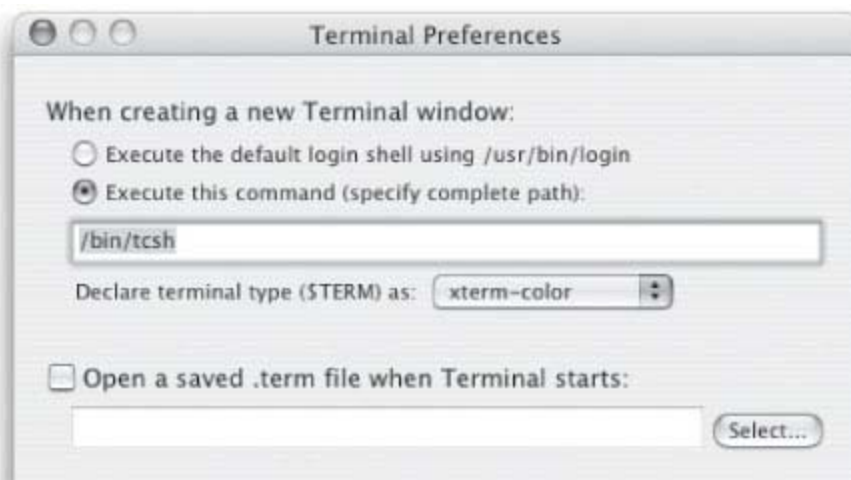 Terminal Preferences
When creating a new Terminal window:
Execute the default login shell using /usr/bin/login
Execute this command (specify complete path):
/bin/tcsh
Declare terminal type ($TERM) as: xterm-color
Open a saved .term file when Terminal starts:
Select...